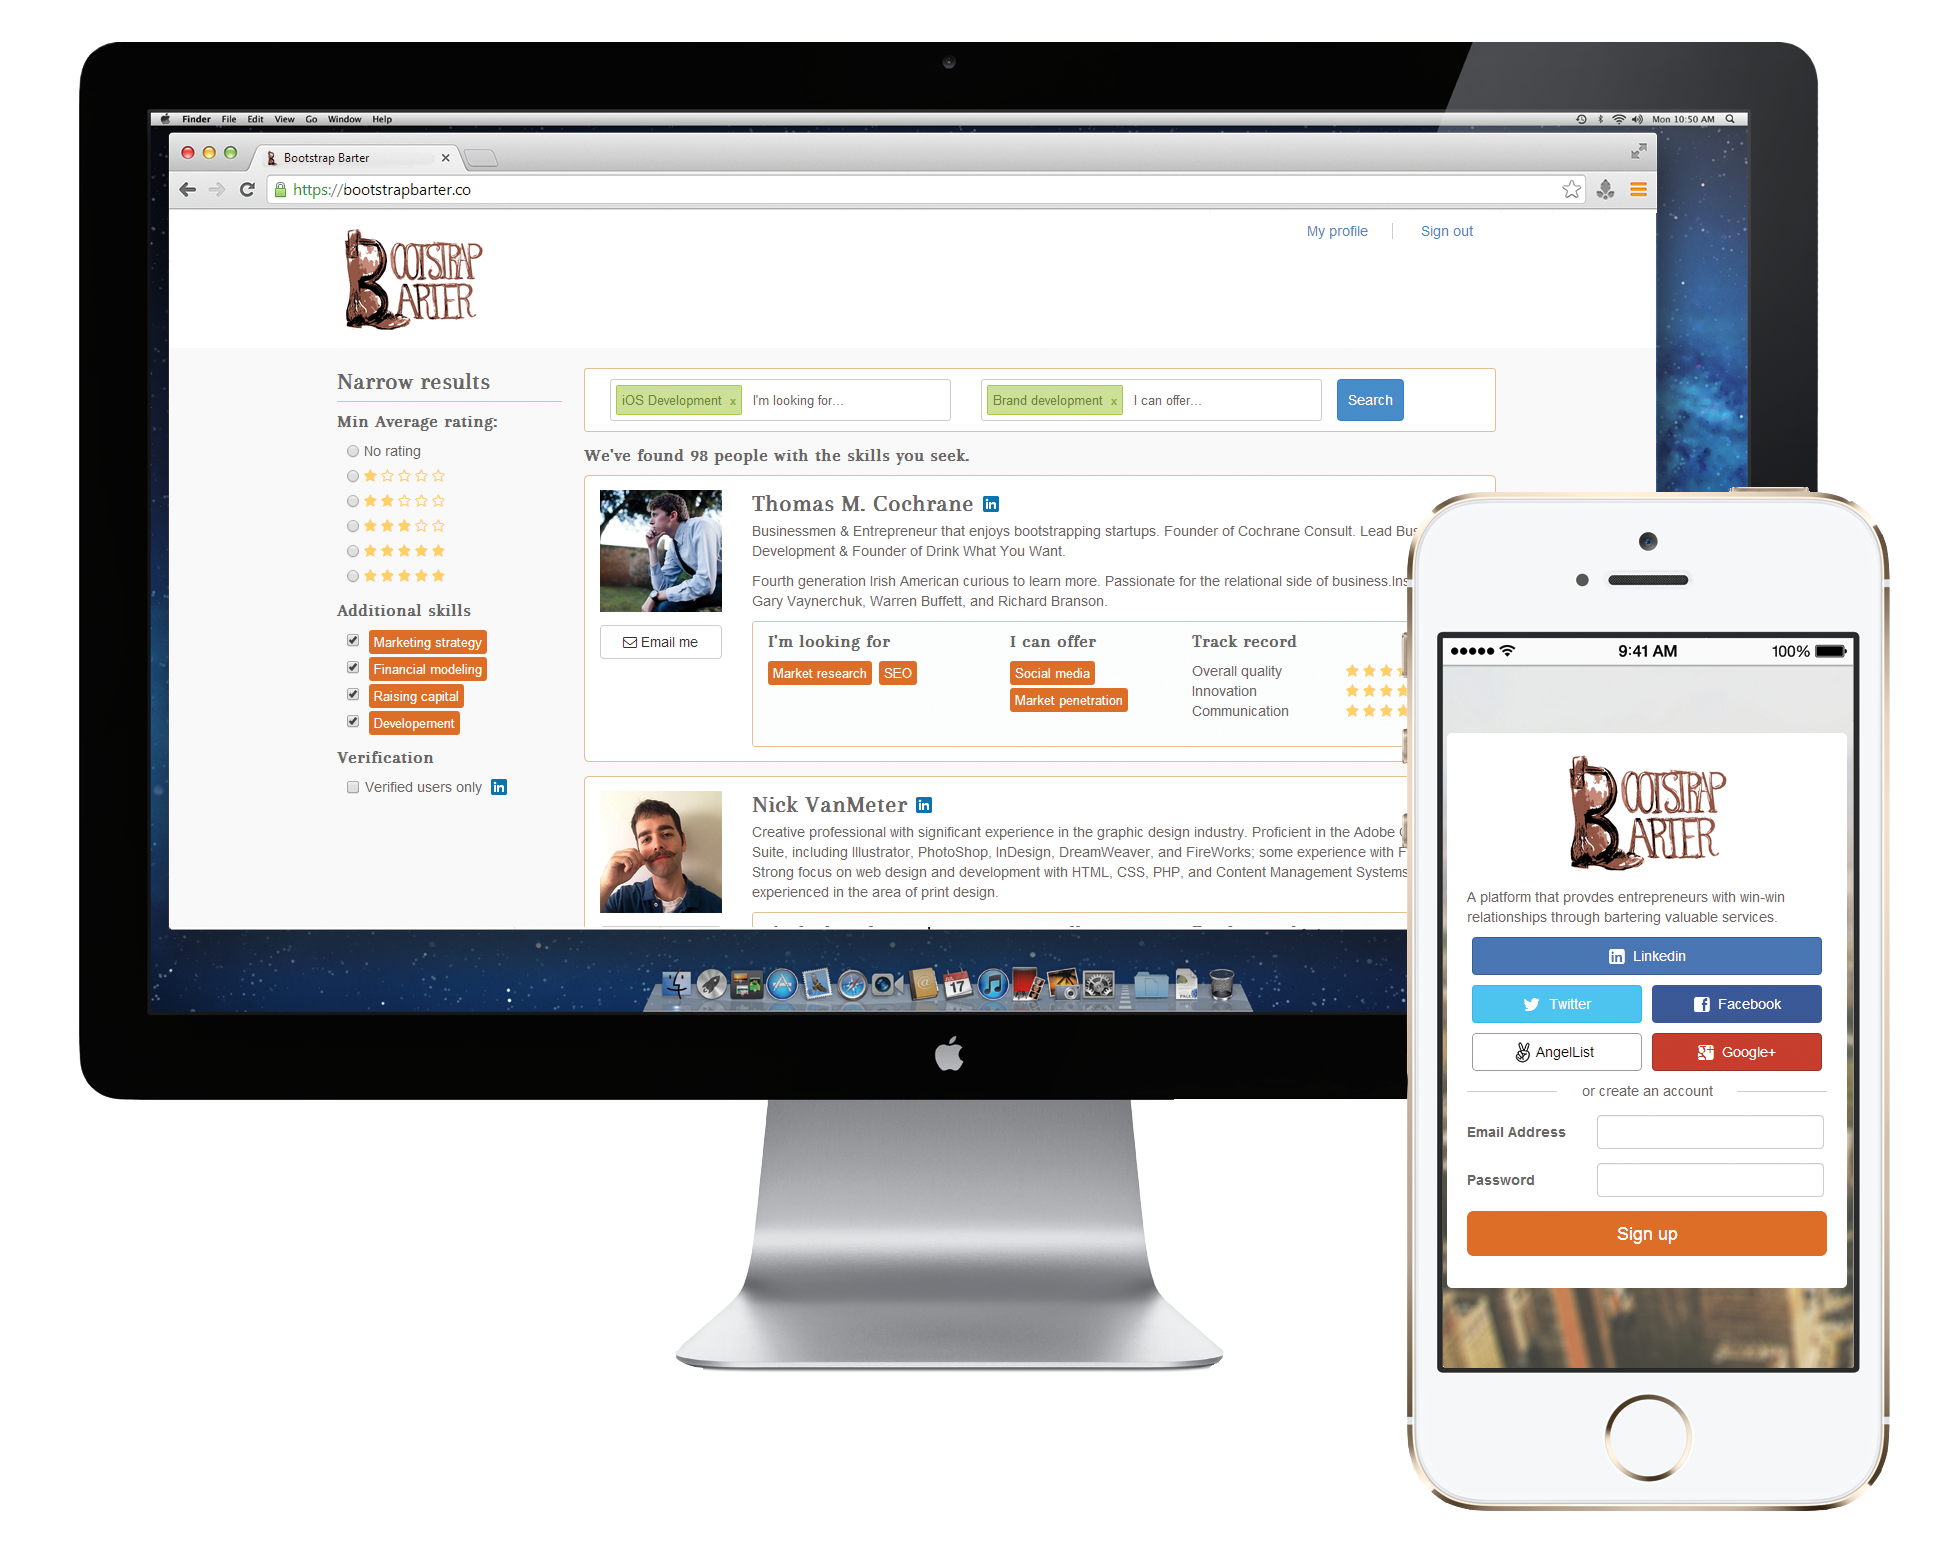 Finder File Edit View Go Window Help
Mon 10:50 AM
Bootstrap Barter
https://bootstrapbarter.co
BOOTSTRAP
BARTER
My profile
Sign out
Narrow results
Min Average rating:
No rating
Additional skills
Marketing strategy
Financial modeling
Raising capital
Developement
Verification
Verified users only in
iOS Development x I'm looking for...
Brand development x I can offer...
Search
We've found 98 people with the skills you seek.
Thomas M. Cochrane in
Businessmen & Entrepreneur that enjoys bootstrapping startups. Founder of Cochrane Consult. Lead Bus
Development & Founder of Drink What You Want.
Fourth generation Irish American curious to learn more. Passionate for the relational side of business.Ins
Gary Vaynerchuk, Warren Buffett, and Richard Branson.
Email me
I'm looking for
Market research SEO
I can offer
Social media
Market penetration
Track record
Overall quality
Innovation
Communication
Nick VanMeter in
Creative professional with significant experience in the graphic design industry. Proficient in the Adobe
Suite, including Illustrator, PhotoShop, InDesign, DreamWeaver, and FireWorks; some experience with F
Strong focus on web design and development with HTML, CSS, PHP, and Content Management Systems
experienced in the area of print design.
17
PAGES
9:41 AM
100%
BOOTSTRAP
BARTER
A platform that provdes entrepreneurs with win-win
relationships through bartering valuable services.
in Linkedin
Twitter
Facebook
AngelList
Google+
or create an account
Email Address
Password
Sign up